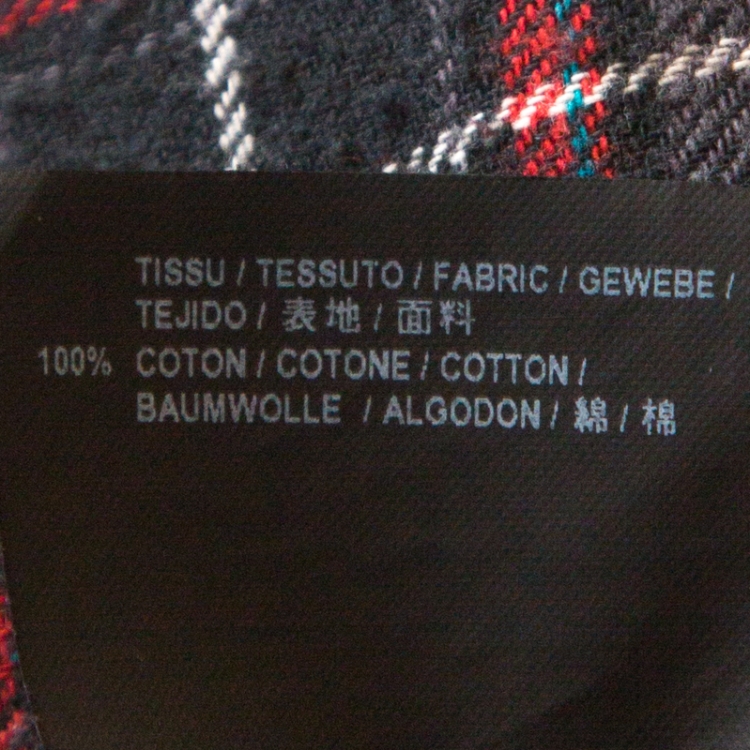 TISSU / TESSUTO / FABRIC / GEWEBE /
TEJIDO / 表地 / 面料
100% COTON / COTONE / COTTON /
BAUMWOLLE / ALGODON / 綿 / 棉